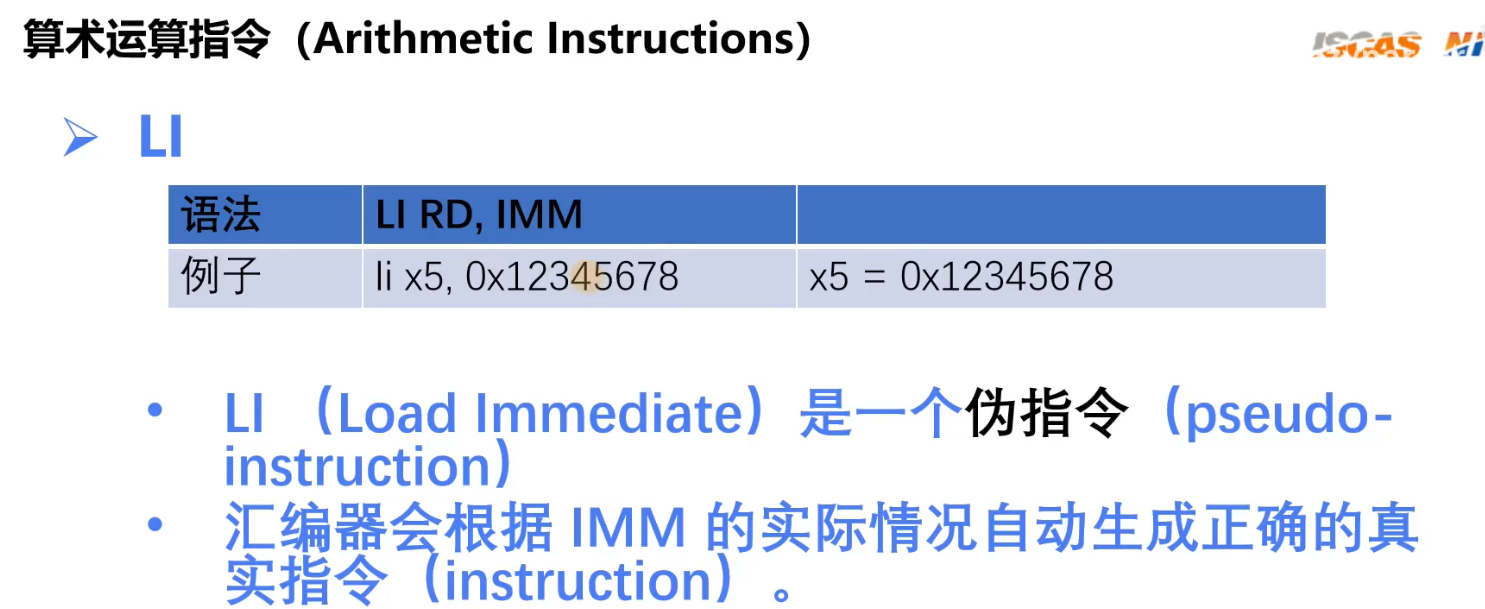 算术运算指令（Arithmetic Instructions）
ISCAS
➢ LI
语法 LI RD, IMM
例子 li x5, 0x12345678 x5 = 0x12345678
• LI （Load Immediate）是一个伪指令（pseudo-
instruction）
• 汇编器会根据 IMM 的实际情况自动生成正确的真
实指令（instruction）。